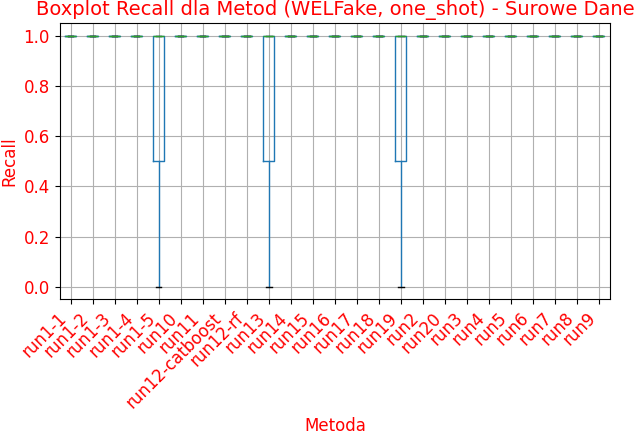 Boxplot Recall dla Metod (WELFake, one_shot) - Surowe Dane
1.0
0.8
0.6
0.4
0.2
0.0
Recall
run1-1
run1-2
run1-3
run1-4
run1-5
run10
run11
run12-catboost
run12-rf
run13
run14
run15
run16
run17
run18
run19
run2
run20
run3
run4
run5
run6
run7
run8
run9
Metoda